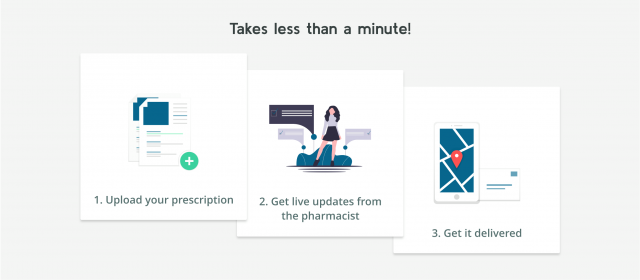 Takes less than a minute!
1. Upload your prescription
2. Get live updates from
the pharmacist
3. Get it delivered